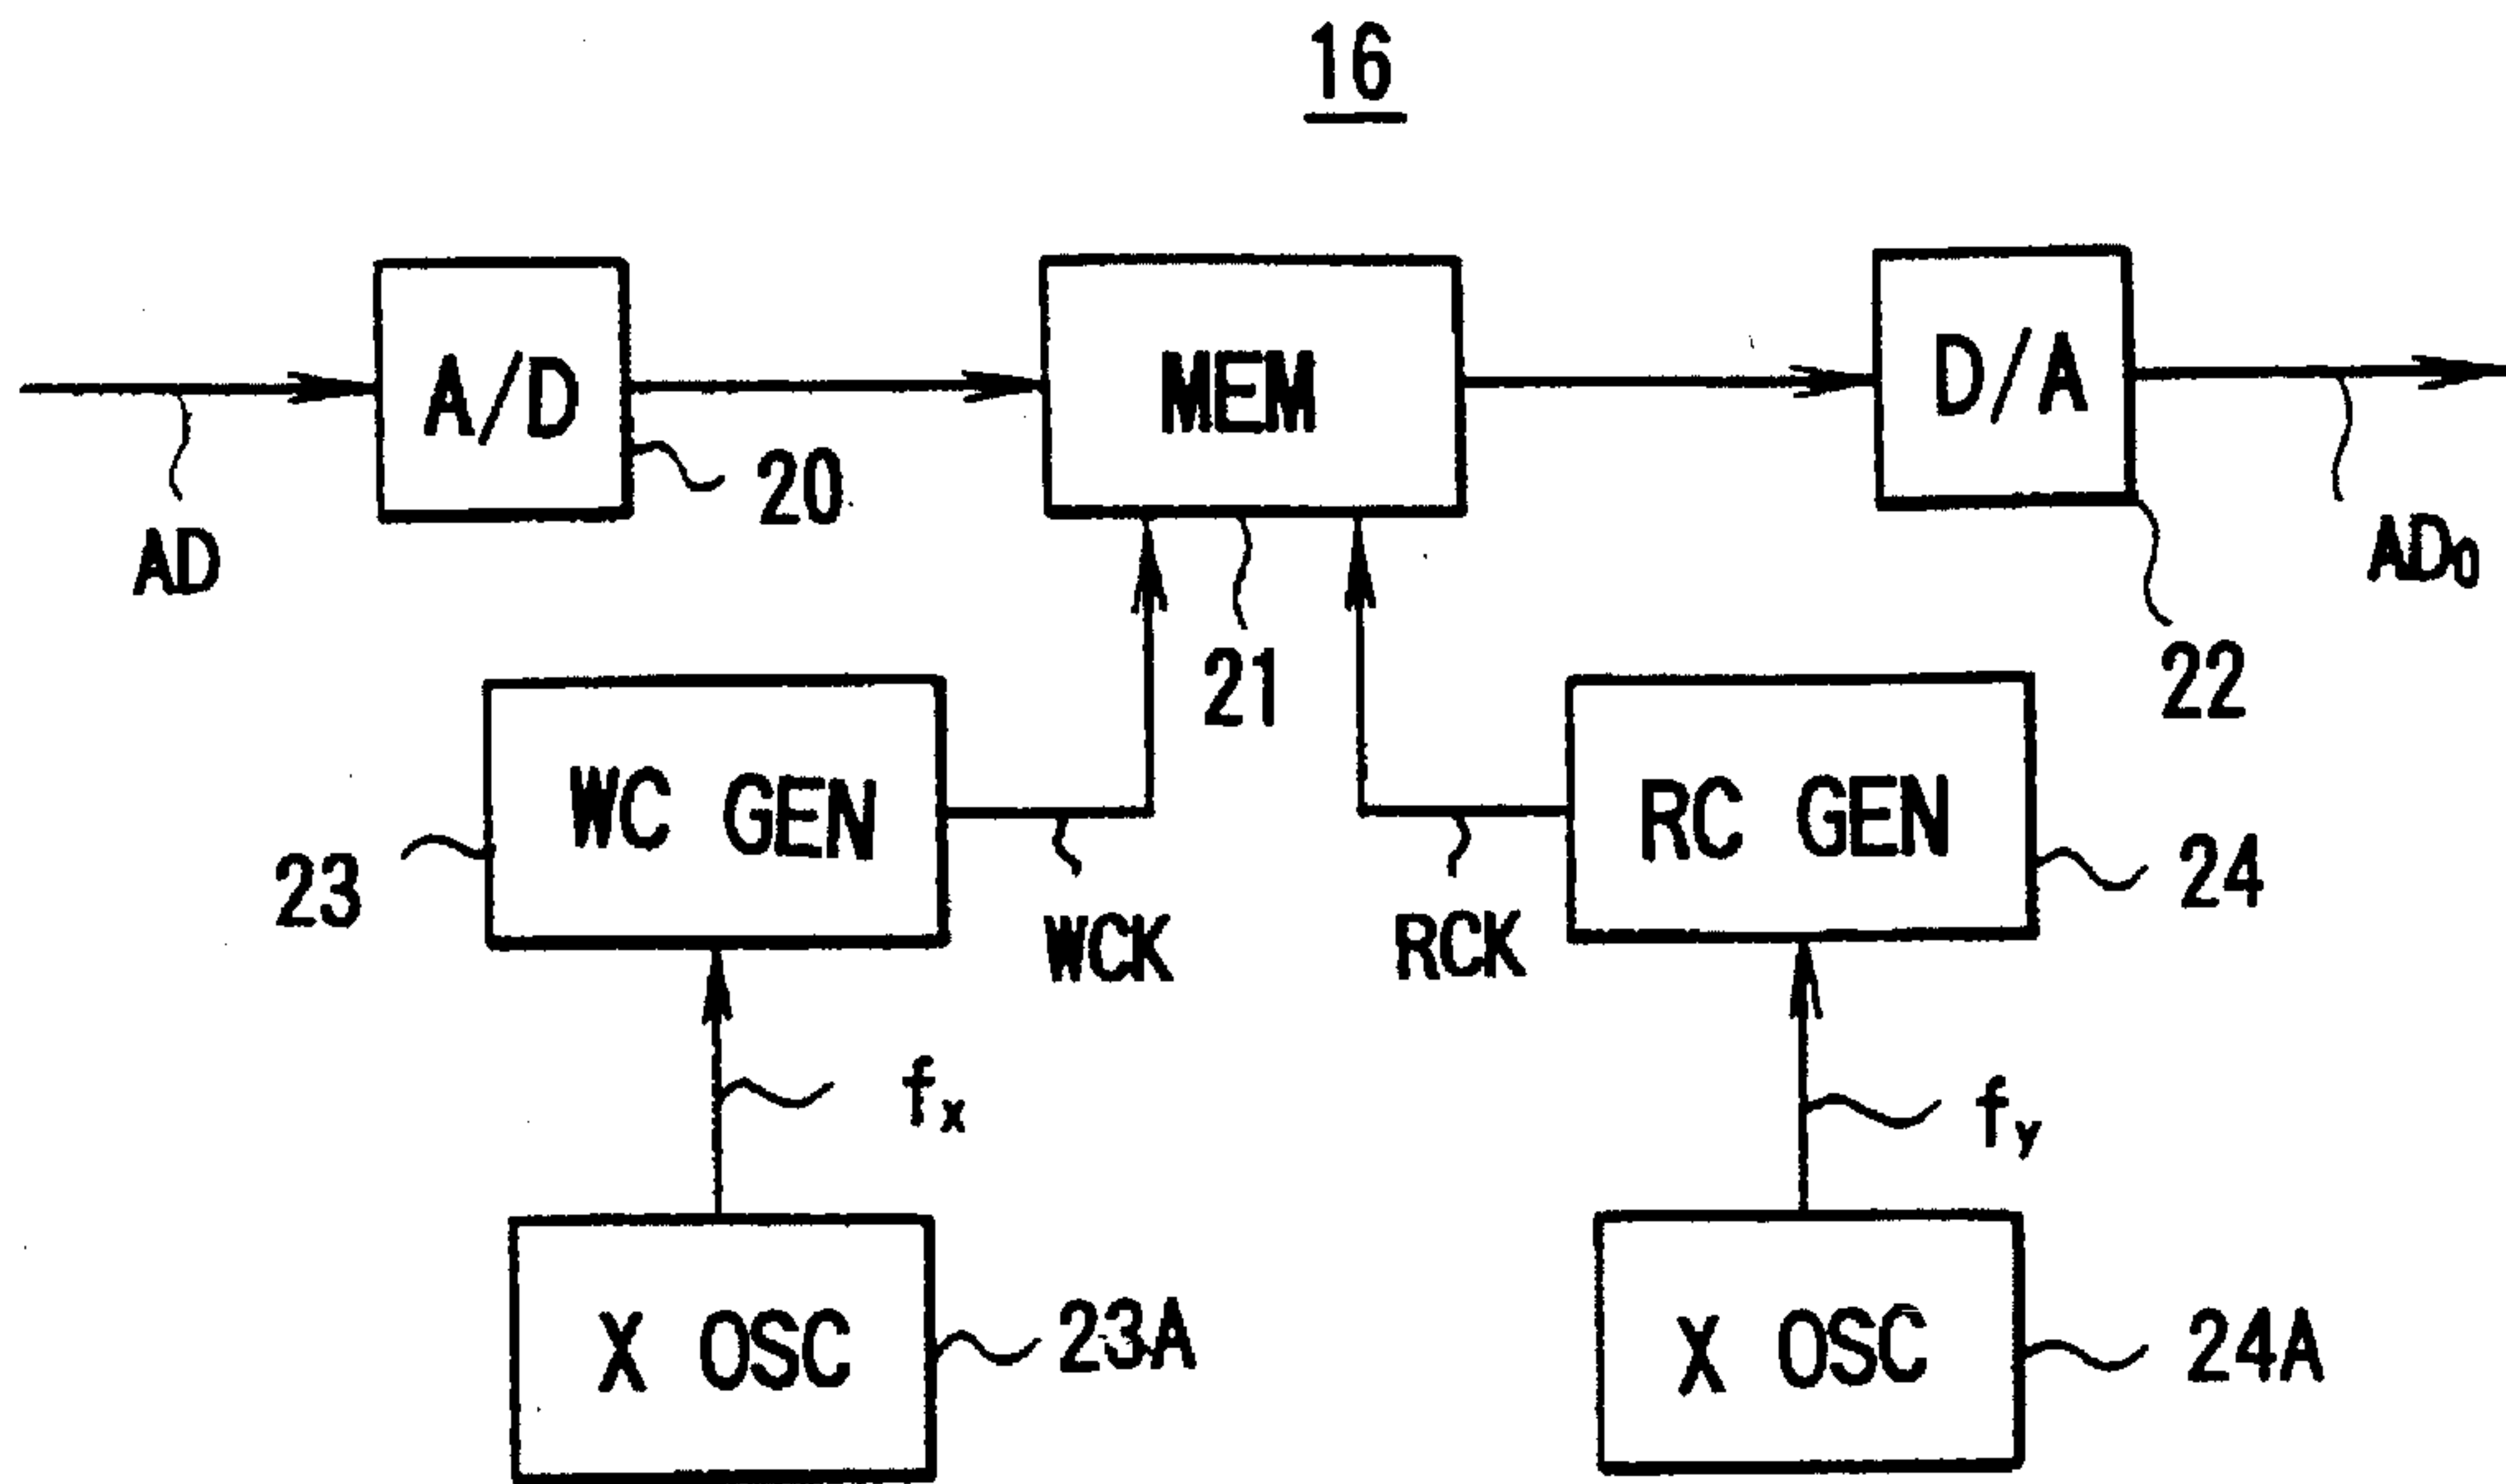 16
A/D
MEM
D/A
20
AD
AD0
21
22
WC GEN
RC GEN
23
24
WCK
RCK
fx
fy
X OSC
23A
X OSC
24A